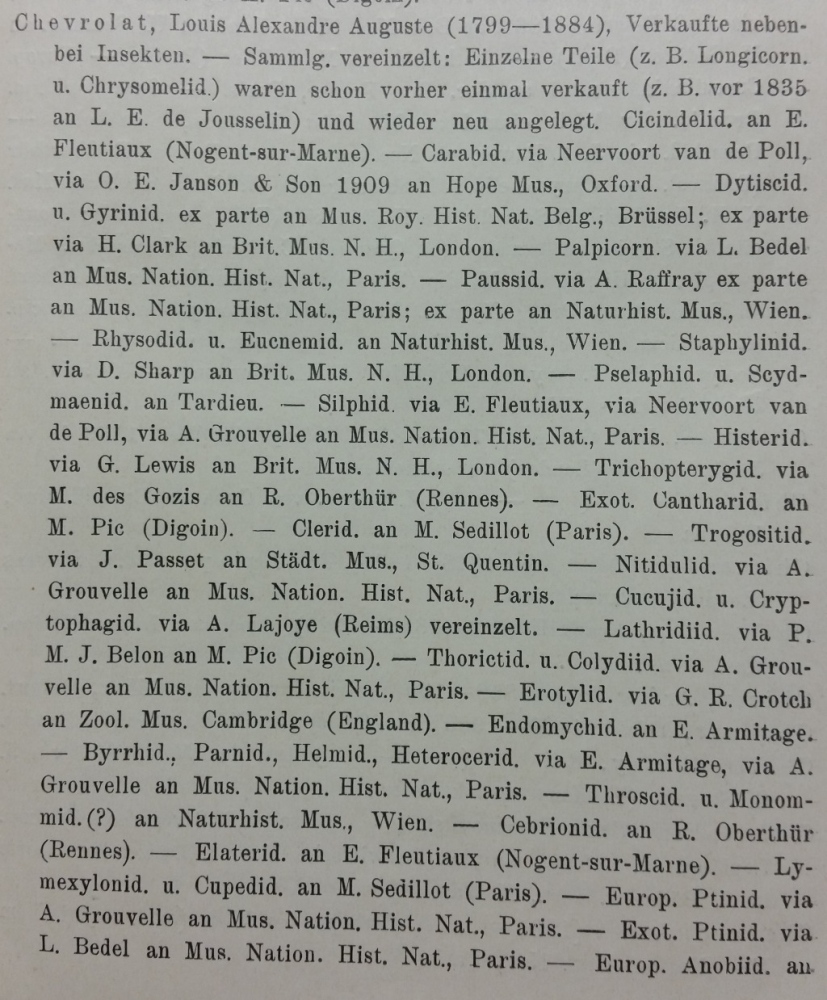 Chevrolat, Louis Alexandre Auguste (1799—1884), Verkaufte neben-
bei Insekten. — Sammlg. vereinzelt: Einzelne Teile (z. B. Longicorn.
u. Chrysomelid.) waren schon vorher einmal verkauft (z. B. vor 1835
an L. E. de Jousselin) und wieder neu angelegt. Cicindelid. an E.
Fleutiaux (Nogent-sur-Marne). — Carabid. via Neervoort van de Poll,
via O. E. Janson & Son 1909 an Hope Mus., Oxford. — Dytiscid.
u. Gyrinid. ex parte an Mus. Roy. Hist. Nat. Belg., Brüssel; ex parte
via H. Clark an Brit. Mus. N. H., London. — Palpicorn. via L. Bedel
an Mus. Nation. Hist. Nat., Paris. — Paussid. via A. Raffray ex parte
an Mus. Nation. Hist. Nat., Paris; ex parte an Naturhist. Mus., Wien.
— Rhysodid. u. Eucnemid. an Naturhist. Mus., Wien. — Staphylinid.
via D. Sharp an Brit. Mus. N. H., London. — Pselaphid. u. Scyd-
maenid. an Tardieu. — Silphid. via E. Fleutiaux, via Neervoort van
de Poll, via A. Grouvelle an Mus. Nation. Hist. Nat., Paris. — Histerid.
via G. Lewis an Brit. Mus. N. H., London. — Trichopterygid. via
M. des Gozis an R. Oberthür (Rennes). — Exot. Cantharid. an
M. Pic (Digoin). — Clerid. an M. Sedillot (Paris). — Trogositid.
via J. Passet an Städt. Mus., St. Quentin. — Nitidulid. via A.
Grouvelle an Mus. Nation. Hist. Nat., Paris. — Cucujid. u. Cryp-
tophagid. via A. Lajoye (Reims) vereinzelt. — Lathridiid. via P.
M. J. Belon an M. Pic (Digoin). — Thorictid. u. Colydiid. via A. Grou-
velle an Mus. Nation. Hist. Nat., Paris. — Erotylid. via G. R. Crotch
an Zool. Mus. Cambridge (England). — Endomychid. an E. Armitage.
— Byrrhid., Parnid., Helmid., Heterocerid. via E. Armitage, via A.
Grouvelle an Mus. Nation. Hist. Nat., Paris. — Throscid. u. Monom-
mid. (?) an Naturhist. Mus., Wien. — Cebrionid. an R. Oberthür
(Rennes). — Elaterid. an E. Fleutiaux (Nogent-sur-Marne). — Ly-
mexylonid. u. Cupedid. an M. Sedillot (Paris). — Europ. Ptinid. via
A. Grouvelle an Mus. Nation. Hist. Nat., Paris. — Exot. Ptinid. via
L. Bedel an Mus. Nation. Hist. Nat., Paris. — Europ. Anobiid. an